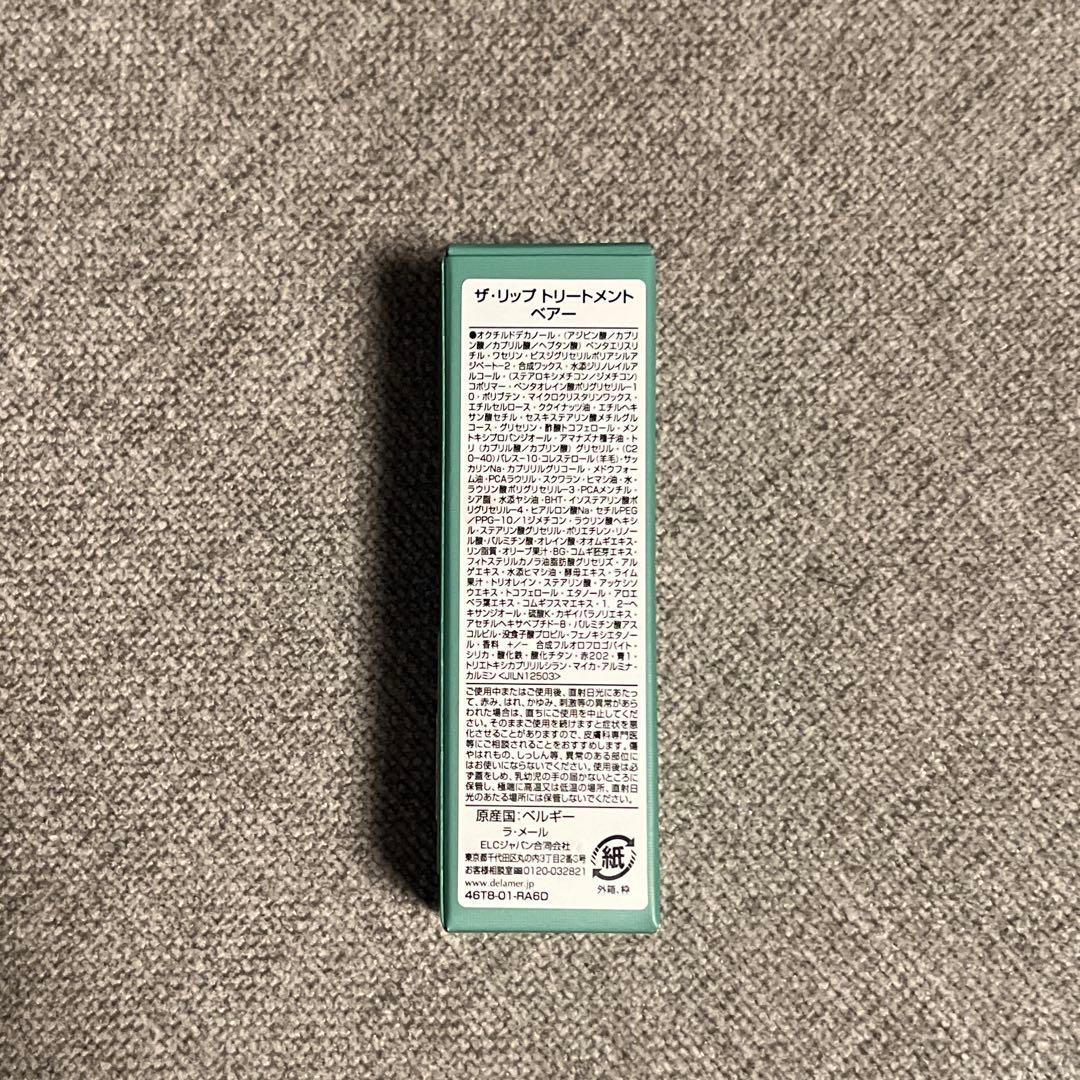 ザ・リップ トリートメント
ベアー
●オクチルドデカノール・(アジピン酸/カプリ
ン酸/カプリル酸/ヘプタン酸) ペンタエリスリ
チル・ワセリン・ビスジグリセリルポリアシルア
ジペート-2・合成ワックス・水添ジリノレイルア
ルコール・(ステアロキシメチコン/ジメチコン)
コポリマー・ペンタオレイン酸ポリグリセリル-1
0・ポリブテン・マイクロクリスタリンワックス・
エチルセルロース・ククイナッツ油・エチルヘキ
サン酸セチル・セスキステアリン酸メチルグル
コース・グリセリン・酢酸トコフェロール・メン
トキシプロパンジオール・アマナズナ種子油・ト
リ (カプリル酸/カプリン酸) グリセリル・(C2
0-40)パレス-10・コレステロール(羊毛)・サッ
カリンNa・カプリリルグリコール・メドウフォー
ム油・PCAラウリル・スクワラン・ヒマシ油・水・
ラウリン酸ポリグリセリル-3・PCAメンチル・
シア脂・水添ヤシ油・BHT・イソステアリン酸ポ
リグリセリル-4・ヒアルロン酸Na・セチルPEG
/PPG-10/1ジメチコン・ラウリン酸ヘキシ
ル・ステアリン酸グリセリル・ポリエチレン・リノー
ル酸・パルミチン酸・オレイン酸・オオムギエキス・
リン脂質・オリーブ果汁・BG・コムギ胚芽エキス・
フィトステリルカノラ油脂肪酸グリセリズ・アル
ゲエキス・水添ヒマシ油・酵母エキス・ライム
果汁・トリオレイン・ステアリン酸・アッケシソ
ウエキス・トコフェロール・エタノール・アロエ
ベラ葉エキス・コムギフスマエキス・1, 2-ヘ
キサンジオール・硫酸K・カギイバラノリエキス・
アセチルヘキサペプチド-8・パルミチン酸アス
コルビル・没食子酸プロピル・フェノキシエタノー
ル・香料 +/- 合成フルオロフロゴパイト・
シリカ・酸化鉄・酸化チタン・赤202・青1・
トリエトキシカプリリルシラン・マイカ・アルミナ・
カルミン<JILN12503>
ご使用中またはご使用後、直射日光にあたっ
て、赤み、はれ、かゆみ、刺激等の異常があら
われた場合は、直ちにご使用を中止してくだ
さい。そのままご使用を続けますと症状を悪
化させることがありますので、皮膚科専門医
等にご相談されることをおすすめします。傷
やはれもの、しっしん等、異常のある部位に
はお使いにならないでください。使用後は必
ず蓋をしめ、乳幼児の手の届かないところに
保管し、極端に高温又は低温の場所、直射日
光のあたる場所には保管しないでください。
原産国:ベルギー
ラ・メール
ELCジャパン合同会社
東京都千代田区丸の内3丁目2番3号
お客様相談室 0120-032821
www.delamer.jp
46T8-01-RA6D
紙
外箱、枠